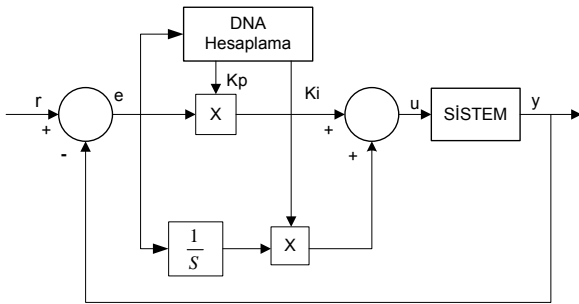 DNA
Hesaplama
Kp
Ki
r
e
X
u
SİSTEM
y
+
-
+
+
1
S
X